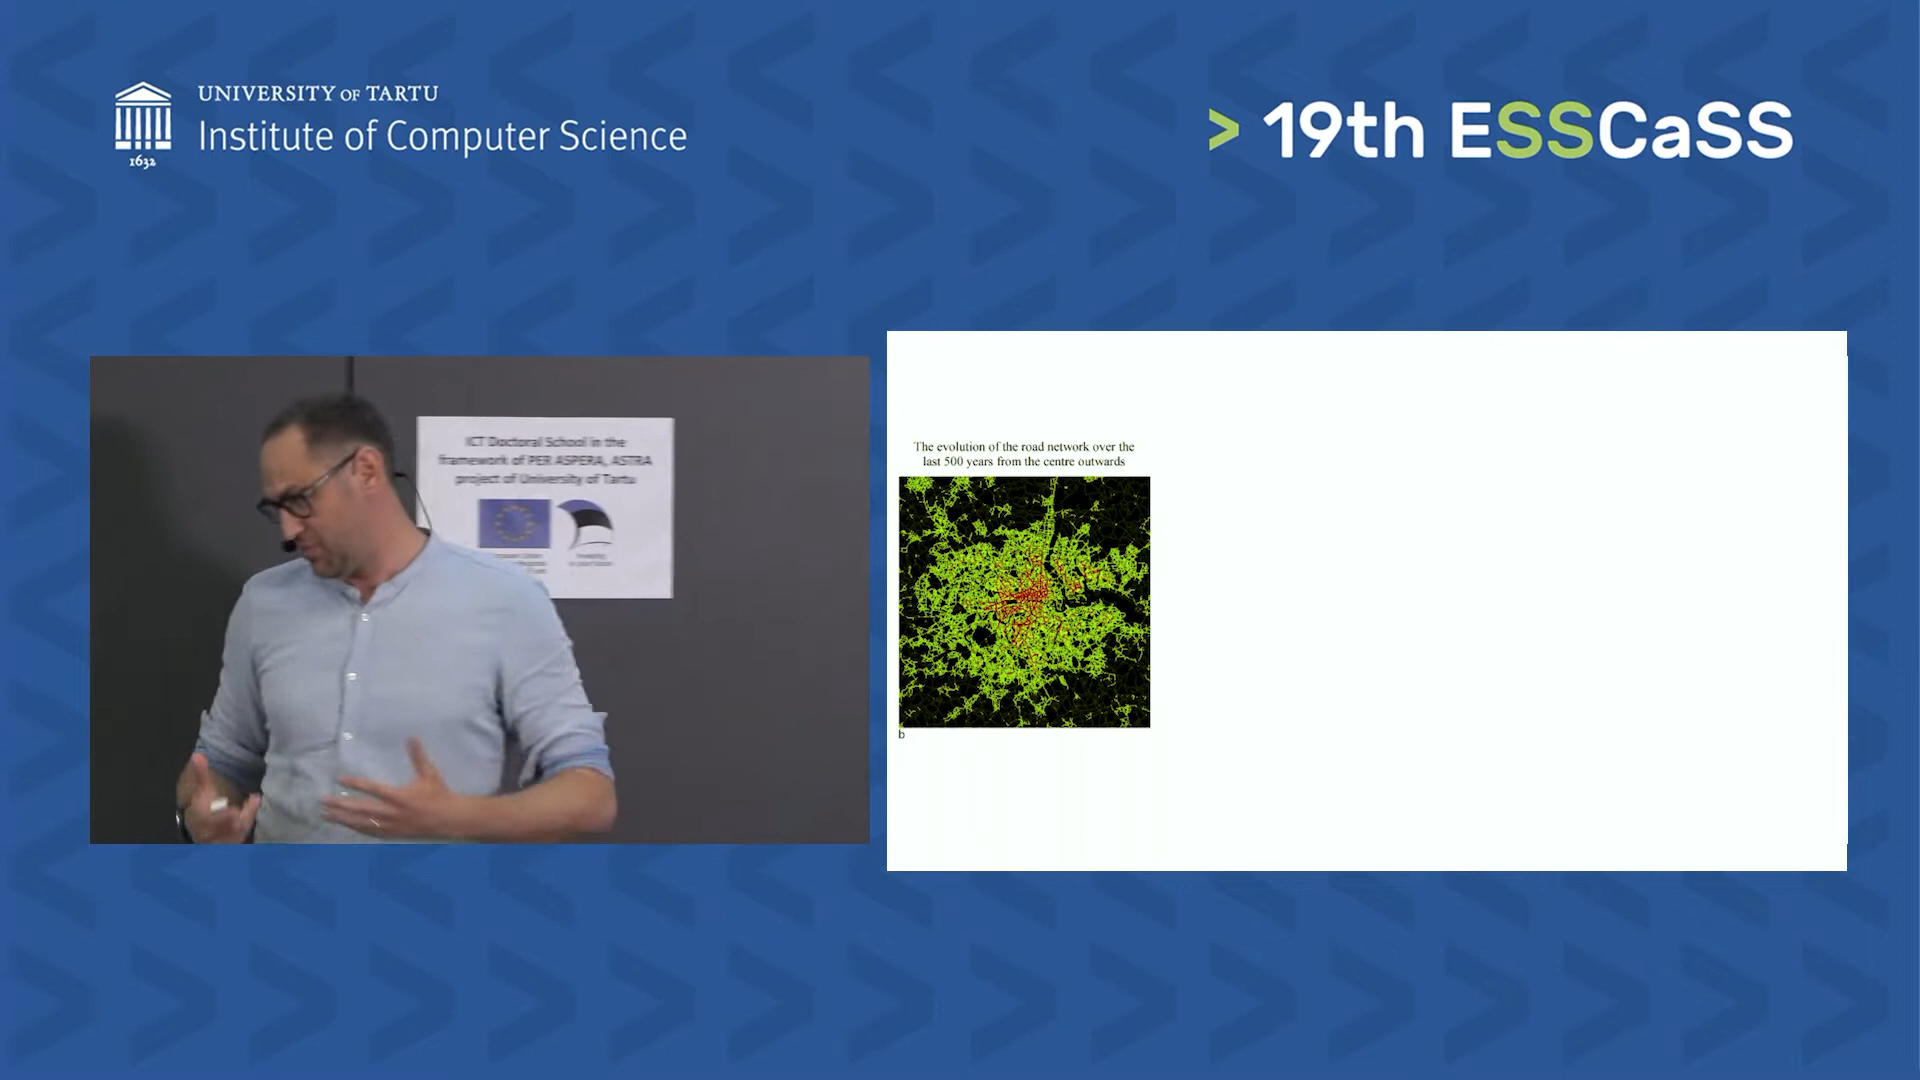 UNIVERSITY OF TARTU
Institute of Computer Science
1632
> 19th ESSCaSS
ICT Doctoral School in the
framework of PER ASPERA, ASTRA
project of University of Tartu
The evolution of the road network over the
last 500 years from the centre outwards
b